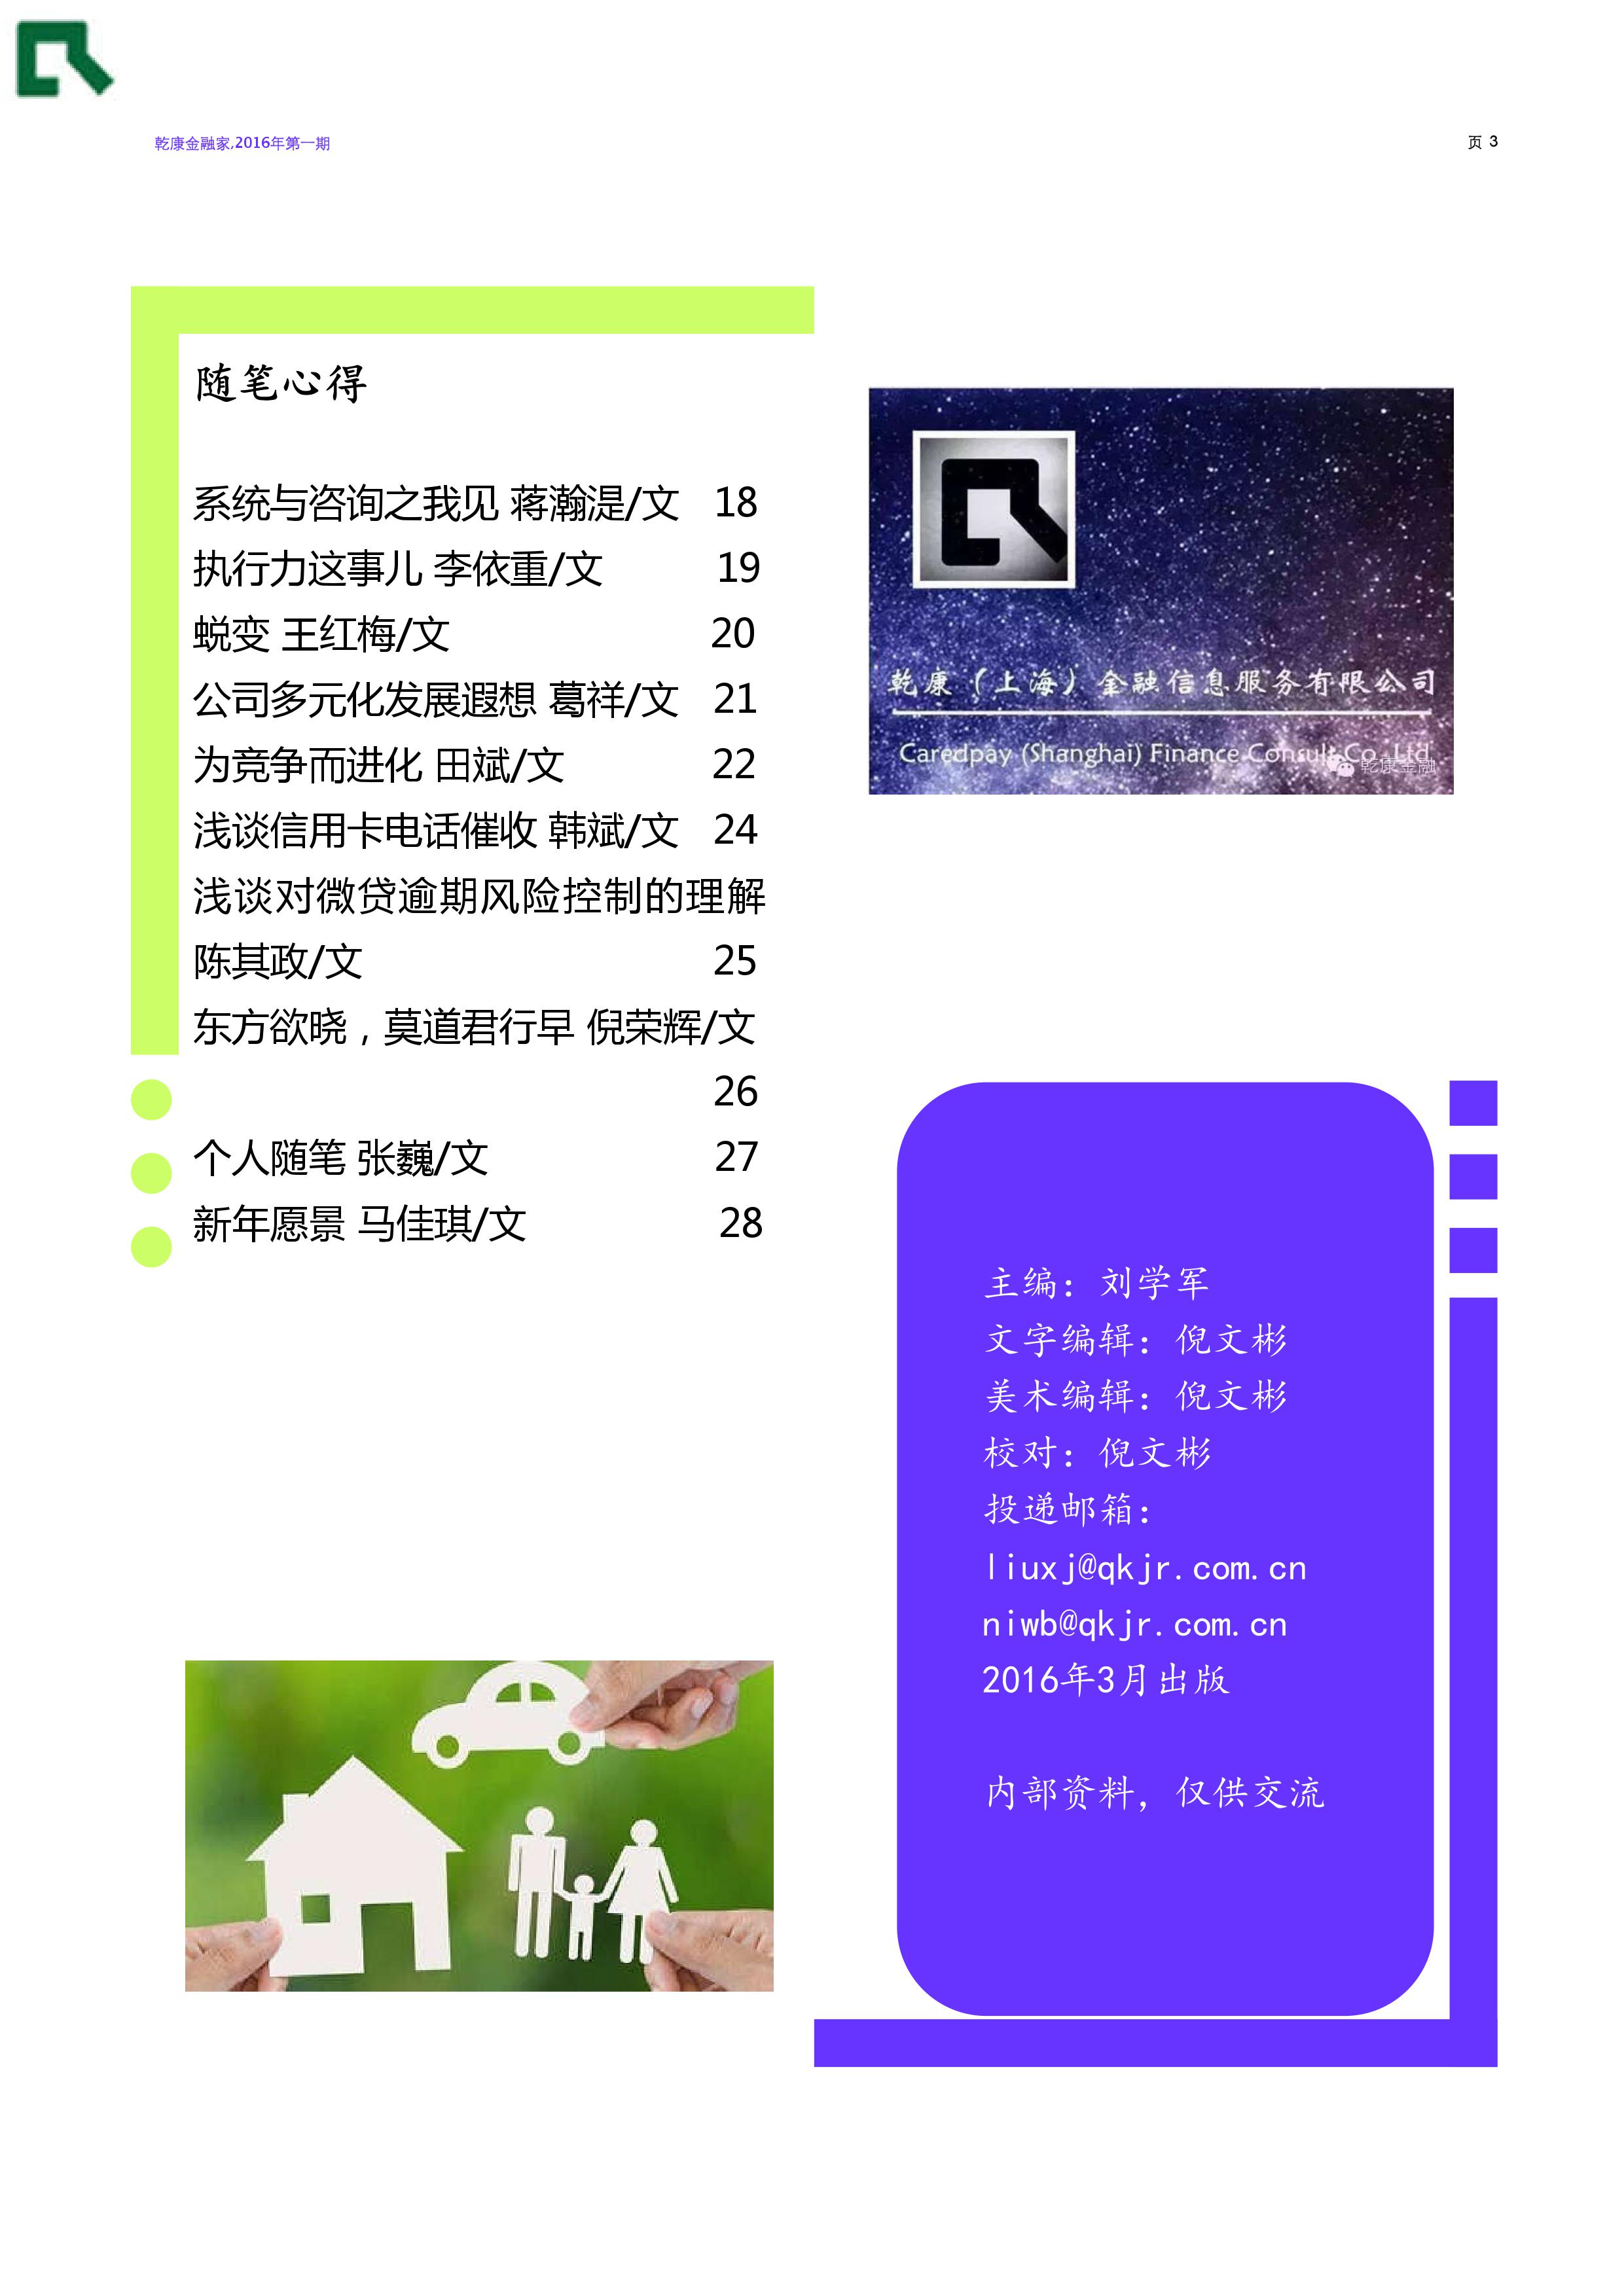 乾康金融家,2016年第一期
页 3
随笔心得
系统与咨询之我见 蒋瀚湜/文 18
执行力这事儿 李依重/文 19
蜕变 王红梅/文 20
公司多元化发展遐想 葛祥/文 21
为竞争而进化 田斌/文 22
浅谈信用卡电话催收 韩斌/文 24
浅谈对微贷逾期风险控制的理解
陈其政/文 25
东方欲晓，莫道君行早 倪荣辉/文
26
个人随笔 张巍/文 27
新年愿景 马佳琪/文 28
乾康（上海）金融信息服务有限公司
Caredpay (Shanghai) Finance Consult Co.,Ltd.
乾康金融
主编：刘学军
文字编辑：倪文彬
美术编辑：倪文彬
校对：倪文彬
投递邮箱：
liuxj@qkjr.com.cn
niwb@qkjr.com.cn
2016年3月出版
内部资料，仅供交流